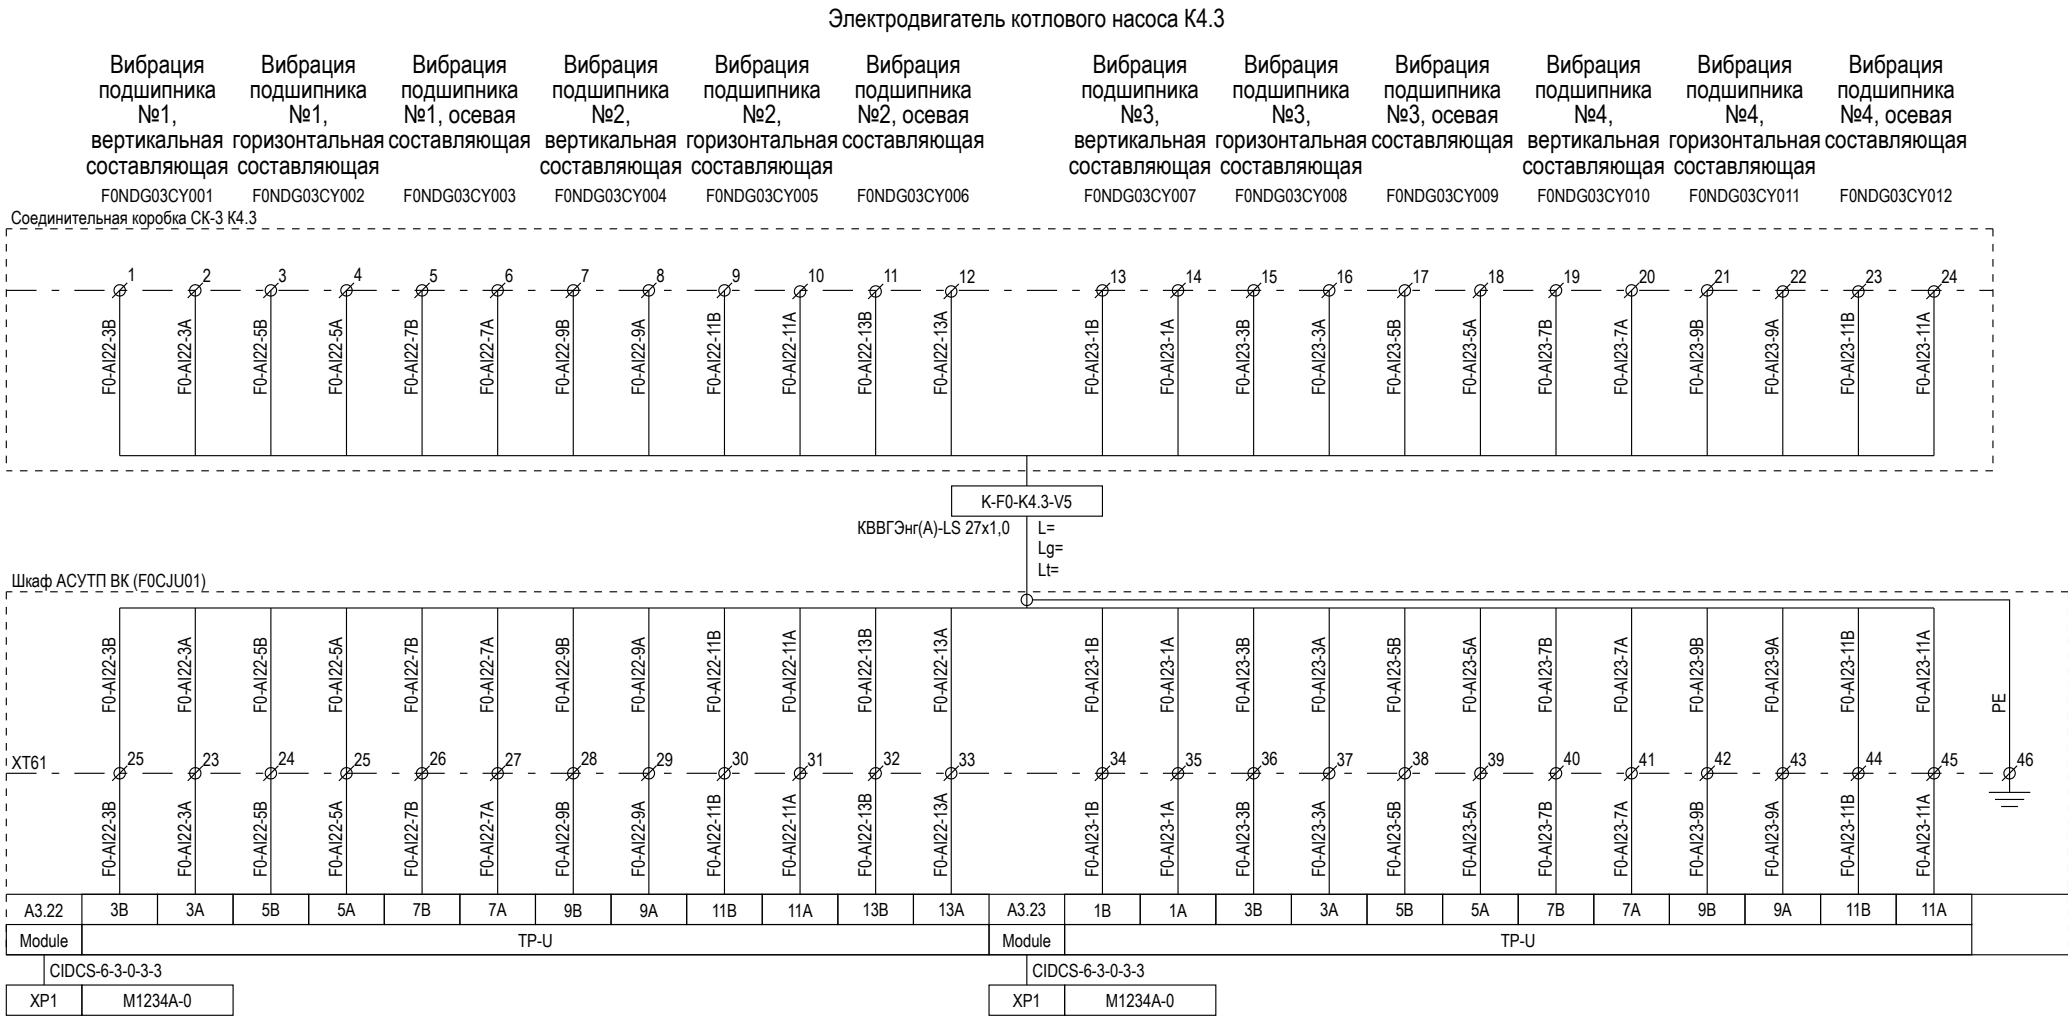 Электродвигатель котлового насоса К4.3
Вибрация подшипника №1, вертикальная составляющая
Вибрация подшипника №1, горизонтальная составляющая
Вибрация подшипника №1, осевая составляющая
Вибрация подшипника №2, вертикальная составляющая
Вибрация подшипника №2, горизонтальная составляющая
Вибрация подшипника №2, осевая составляющая
Вибрация подшипника №3, вертикальная составляющая
Вибрация подшипника №3, горизонтальная составляющая
Вибрация подшипника №3, осевая составляющая
Вибрация подшипника №4, вертикальная составляющая
Вибрация подшипника №4, горизонтальная составляющая
Вибрация подшипника №4, осевая составляющая
F0NDG03CY001 F0NDG03CY002 F0NDG03CY003 F0NDG03CY004 F0NDG03CY005 F0NDG03CY006 F0NDG03CY007 F0NDG03CY008 F0NDG03CY009 F0NDG03CY010 F0NDG03CY011 F0NDG03CY012
Соединительная коробка СК-3 К4.3
1 2 3 4 5 6 7 8 9 10 11 12 13 14 15 16 17 18 19 20 21 22 23 24
F0-AI22-3B F0-AI22-3A F0-AI22-5B F0-AI22-5A F0-AI22-7B F0-AI22-7A F0-AI22-9B F0-AI22-9A F0-AI22-11B F0-AI22-11A F0-AI22-13B F0-AI22-13A F0-AI23-1B F0-AI23-1A F0-AI23-3B F0-AI23-3A F0-AI23-5B F0-AI23-5A F0-AI23-7B F0-AI23-7A F0-AI23-9B F0-AI23-9A F0-AI23-11B F0-AI23-11A
K-F0-K4.3-V5
КВВГЭнг(А)-LS 27x1,0 L=
Lg=
Lt=
Шкаф АСУТП ВК (F0CJU01)
F0-AI22-3B F0-AI22-3A F0-AI22-5B F0-AI22-5A F0-AI22-7B F0-AI22-7A F0-AI22-9B F0-AI22-9A F0-AI22-11B F0-AI22-11A F0-AI22-13B F0-AI22-13A F0-AI23-1B F0-AI23-1A F0-AI23-3B F0-AI23-3A F0-AI23-5B F0-AI23-5A F0-AI23-7B F0-AI23-7A F0-AI23-9B F0-AI23-9A F0-AI23-11B F0-AI23-11A PE
XT61 25 23 24 25 26 27 28 29 30 31 32 33 34 35 36 37 38 39 40 41 42 43 44 45 46
F0-AI22-3B F0-AI22-3A F0-AI22-5B F0-AI22-5A F0-AI22-7B F0-AI22-7A F0-AI22-9B F0-AI22-9A F0-AI22-11B F0-AI22-11A F0-AI22-13B F0-AI22-13A F0-AI23-1B F0-AI23-1A F0-AI23-3B F0-AI23-3A F0-AI23-5B F0-AI23-5A F0-AI23-7B F0-AI23-7A F0-AI23-9B F0-AI23-9A F0-AI23-11B F0-AI23-11A
A3.22 3B 3A 5B 5A 7B 7A 9B 9A 11B 11A 13B 13A A3.23 1B 1A 3B 3A 5B 5A 7B 7A 9B 9A 11B 11A
Module TP-U Module TP-U
CIDCS-6-3-0-3-3 CIDCS-6-3-0-3-3
XP1 M1234A-0 XP1 M1234A-0